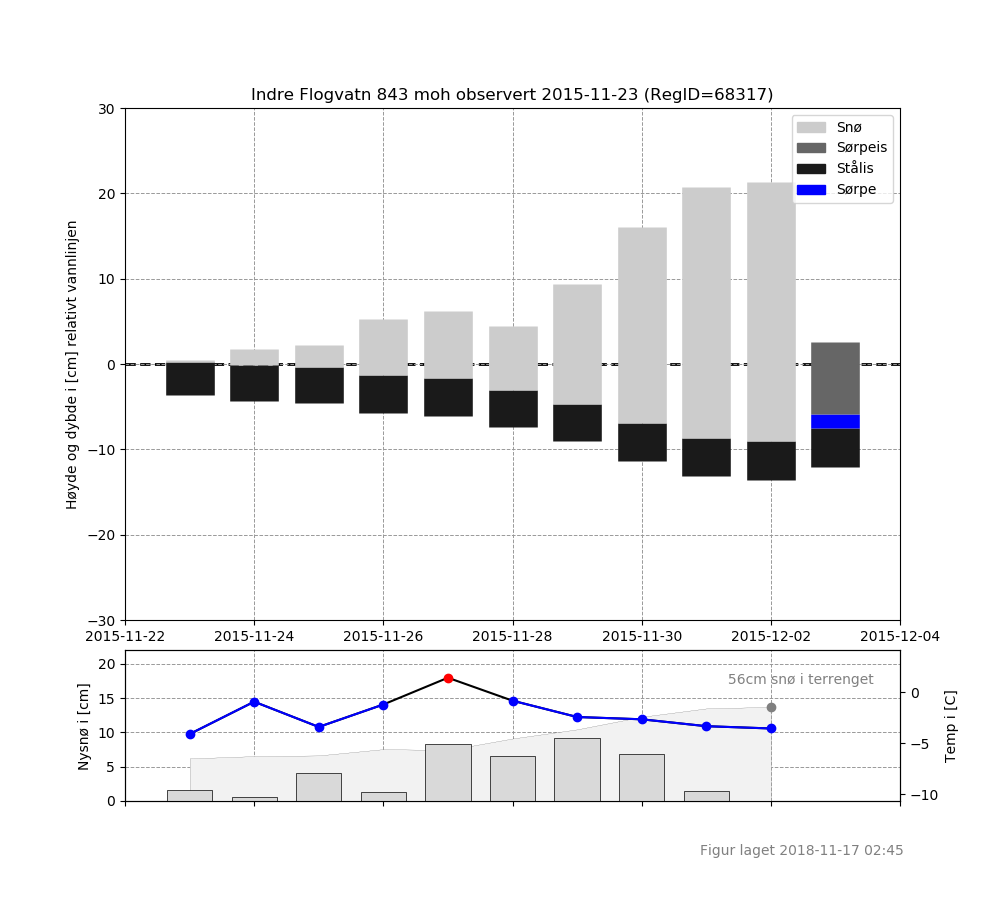 Indre Flogvatn 843 moh observert 2015-11-23 (RegID=68317)
Høyde og dybde i [cm] relativt vannlinjen
30
20
10
0
−10
−20
−30
Snø
Sørpeis
Stålis
Sørpe
2015-11-22 2015-11-24 2015-11-26 2015-11-28 2015-11-30 2015-12-02 2015-12-04
Nysnø i [cm]
20
15
10
5
0
56cm snø i terrenget
0
−5
−10
Temp i [C]
Figur laget 2018-11-17 02:45